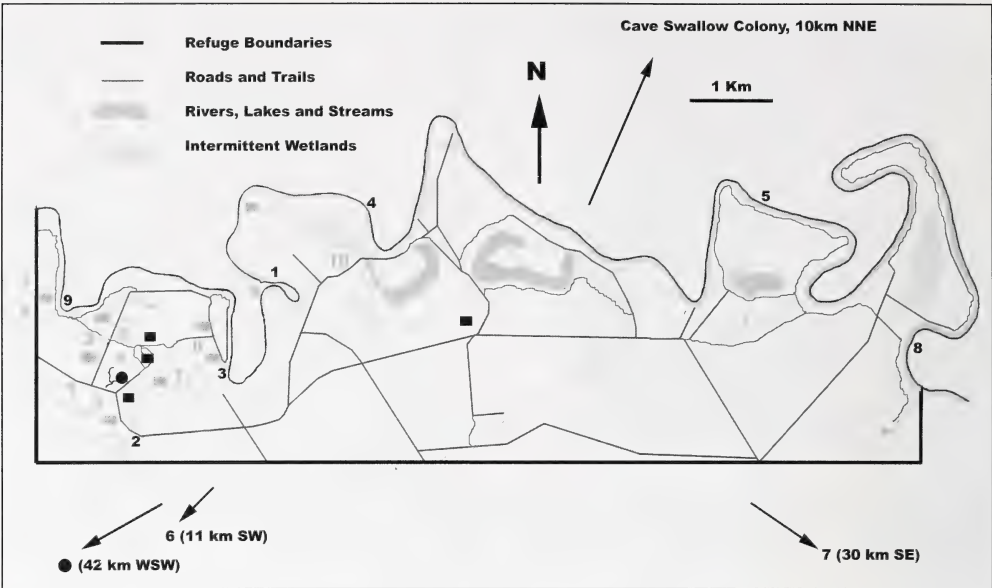 Cave Swallow Colony, 10km NNE
Refuge Boundaries
Roads and Trails
N
1 Km
Rivers, Lakes and Streams
Intermittent Wetlands
4
5
1
9
8
3
2
6 (11 km SW)
(42 km WSW)
7 (30 km SE)